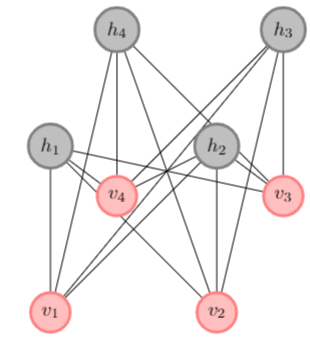 h₄ h₃
h₁ h₂
v₄ v₃
v₁ v₂